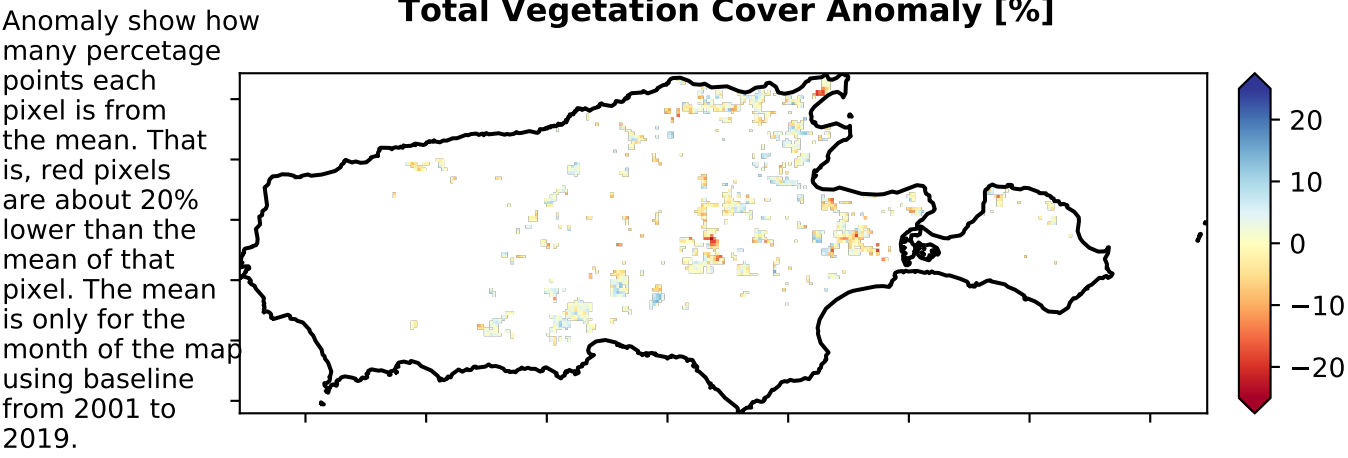 Total Vegetation Cover Anomaly [%]
Anomaly show how
many percetage
points each
pixel is from
the mean. That
is, red pixels
are about 20%
lower than the
mean of that
pixel. The mean
is only for the
month of the map
using baseline
from 2001 to
2019.
20
10
0
−10
−20